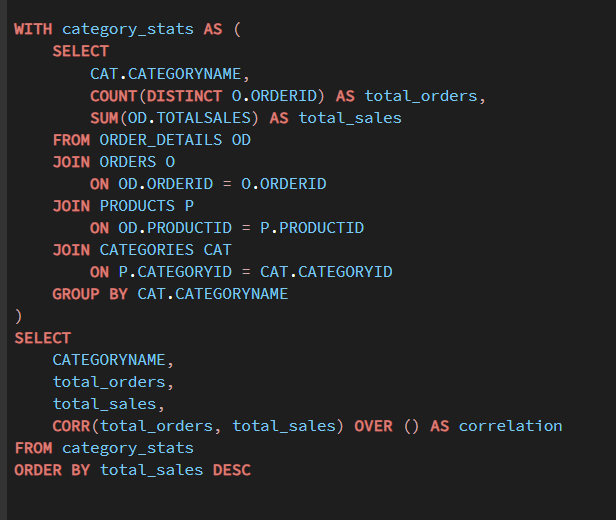 WITH category_stats AS (
    SELECT
        CAT.CATEGORYNAME,
        COUNT(DISTINCT O.ORDERID) AS total_orders,
        SUM(OD.TOTALSALES) AS total_sales
    FROM ORDER_DETAILS OD
    JOIN ORDERS O
        ON OD.ORDERID = O.ORDERID
    JOIN PRODUCTS P
        ON OD.PRODUCTID = P.PRODUCTID
    JOIN CATEGORIES CAT
        ON P.CATEGORYID = CAT.CATEGORYID
    GROUP BY CAT.CATEGORYNAME
)
SELECT
    CATEGORYNAME,
    total_orders,
    total_sales,
    CORR(total_orders, total_sales) OVER () AS correlation
FROM category_stats
ORDER BY total_sales DESC